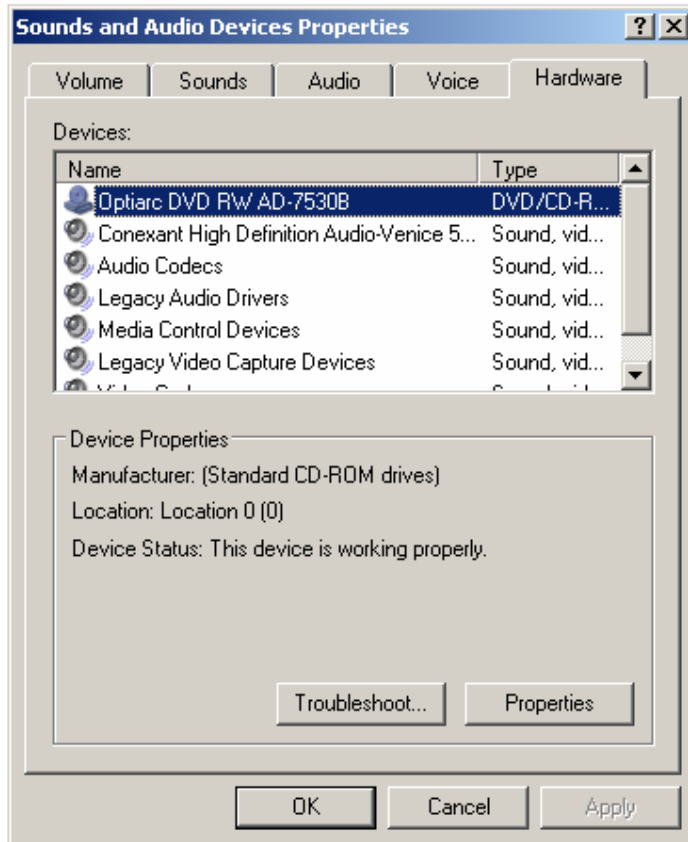 Sounds and Audio Devices Properties
Volume Sounds Audio Voice Hardware
Devices:
Name Type
Optiarc DVD RW AD-7530B DVD/CD-R...
Conexant High Definition Audio-Venice 5... Sound, vid...
Audio Codecs Sound, vid...
Legacy Audio Drivers Sound, vid...
Media Control Devices Sound, vid...
Legacy Video Capture Devices Sound, vid...
Device Properties
Manufacturer: (Standard CD-ROM drives)
Location: Location 0 (0)
Device Status: This device is working properly.
Troubleshoot... Properties
OK Cancel Apply